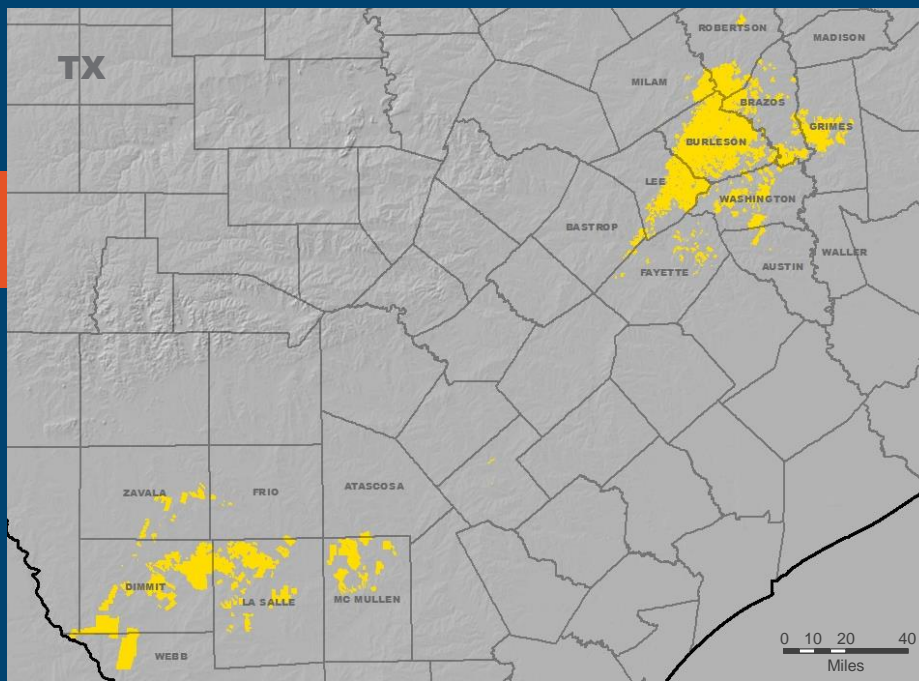 ROBERTSON
MADISON
TX
MILAM
BRAZOS
GRIMES
BURLESON
LEE
WASHINGTON
BASTROP
WALLER
FAYETTE
AUSTIN
ZAVALA
FRIO
ATASCOSA
DIMMIT
LA SALLE
MC MULLEN
WEBB
0 10 20 40
Miles